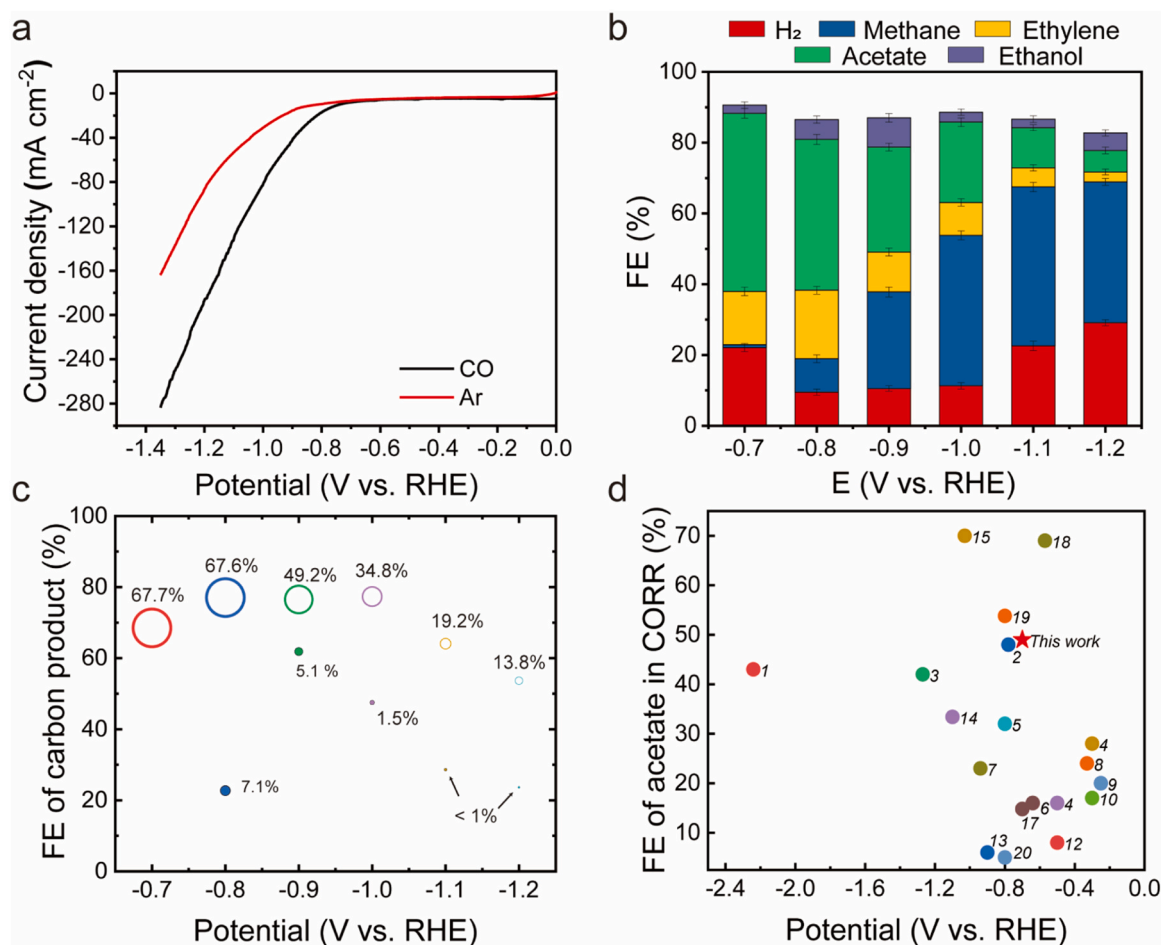 a
0
-40
-80
-120
-160
-200
-240
-280
Current density (mA cm⁻²)
CO
Ar
-1.4 -1.2 -1.0 -0.8 -0.6 -0.4 -0.2 0.0
Potential (V vs. RHE)
b
H₂ Methane Ethylene
Acetate Ethanol
100
80
60
40
20
0
FE (%)
-0.7 -0.8 -0.9 -1.0 -1.1 -1.2
E (V vs. RHE)
c
100
80
60
40
20
0
FE of carbon product (%)
67.7%
67.6%
49.2%
34.8%
19.2%
13.8%
5.1 %
1.5%
7.1%
< 1%
-0.7 -0.8 -0.9 -1.0 -1.1 -1.2
Potential (V vs. RHE)
d
70
60
50
40
30
20
10
FE of acetate in CORR (%)
15
18
19
This work
2
1
3
14
5
4
8
7
9
10
6
4
17
12
13
20
-2.4 -2.0 -1.6 -1.2 -0.8 -0.4 0.0
Potential (V vs. RHE)